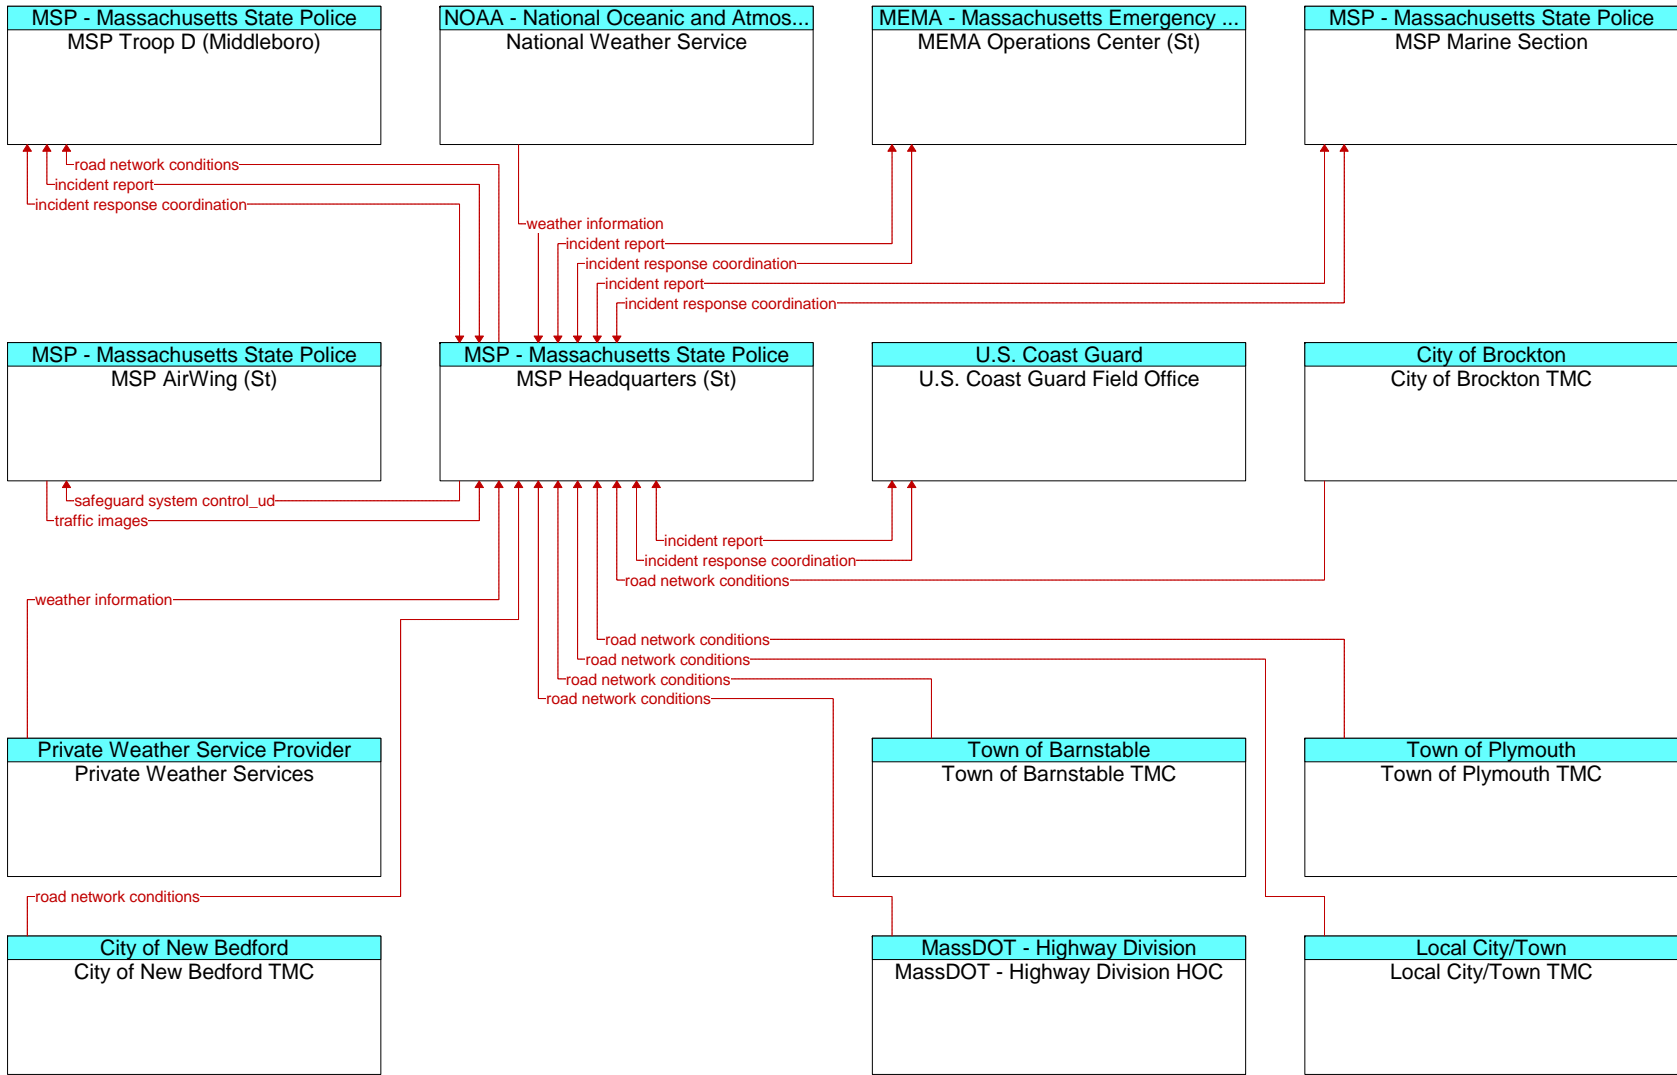 MSP - Massachusetts State Police
MSP Troop D (Middleboro)
NOAA - National Oceanic and Atmos...
National Weather Service
MEMA - Massachusetts Emergency ...
MEMA Operations Center (St)
MSP - Massachusetts State Police
MSP Marine Section
road network conditions
incident report
incident response coordination
weather information
incident report
incident response coordination
incident report
incident response coordination
MSP - Massachusetts State Police
MSP AirWing (St)
MSP - Massachusetts State Police
MSP Headquarters (St)
U.S. Coast Guard
U.S. Coast Guard Field Office
City of Brockton
City of Brockton TMC
safeguard system control_ud
traffic images
incident report
incident response coordination
road network conditions
weather information
road network conditions
road network conditions
road network conditions
road network conditions
Private Weather Service Provider
Private Weather Services
Town of Barnstable
Town of Barnstable TMC
Town of Plymouth
Town of Plymouth TMC
road network conditions
City of New Bedford
City of New Bedford TMC
MassDOT - Highway Division
MassDOT - Highway Division HOC
Local City/Town
Local City/Town TMC